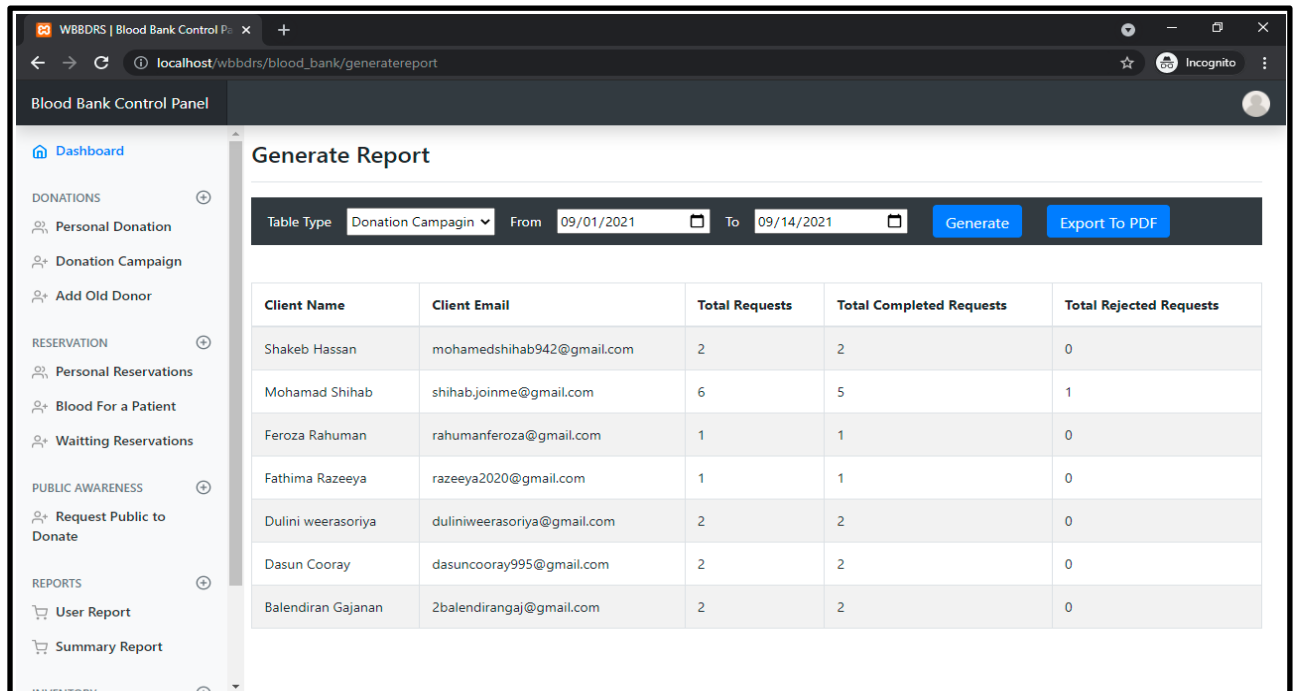 WBBDRS | Blood Bank Control Pa
localhost/wbbdrs/blood_bank/generatereport
Incognito
Blood Bank Control Panel
Dashboard
DONATIONS
Personal Donation
Donation Campaign
Add Old Donor
RESERVATION
Personal Reservations
Blood For a Patient
Waitting Reservations
PUBLIC AWARENESS
Request Public to
Donate
REPORTS
User Report
Summary Report
INVENTORY
Generate Report
Table Type Donation Campagin From 09/01/2021 To 09/14/2021 Generate Export To PDF
Client Name Client Email Total Requests Total Completed Requests Total Rejected Requests
Shakeb Hassan mohamedshihab942@gmail.com 2 2 0
Mohamad Shihab shihab.joinme@gmail.com 6 5 1
Feroza Rahuman rahumanferoza@gmail.com 1 1 0
Fathima Razeeya razeeya2020@gmail.com 1 1 0
Dulini weerasoriya duliniweerasoriya@gmail.com 2 2 0
Dasun Cooray dasuncooray995@gmail.com 2 2 0
Balendiran Gajanan 2balendirangaj@gmail.com 2 2 0